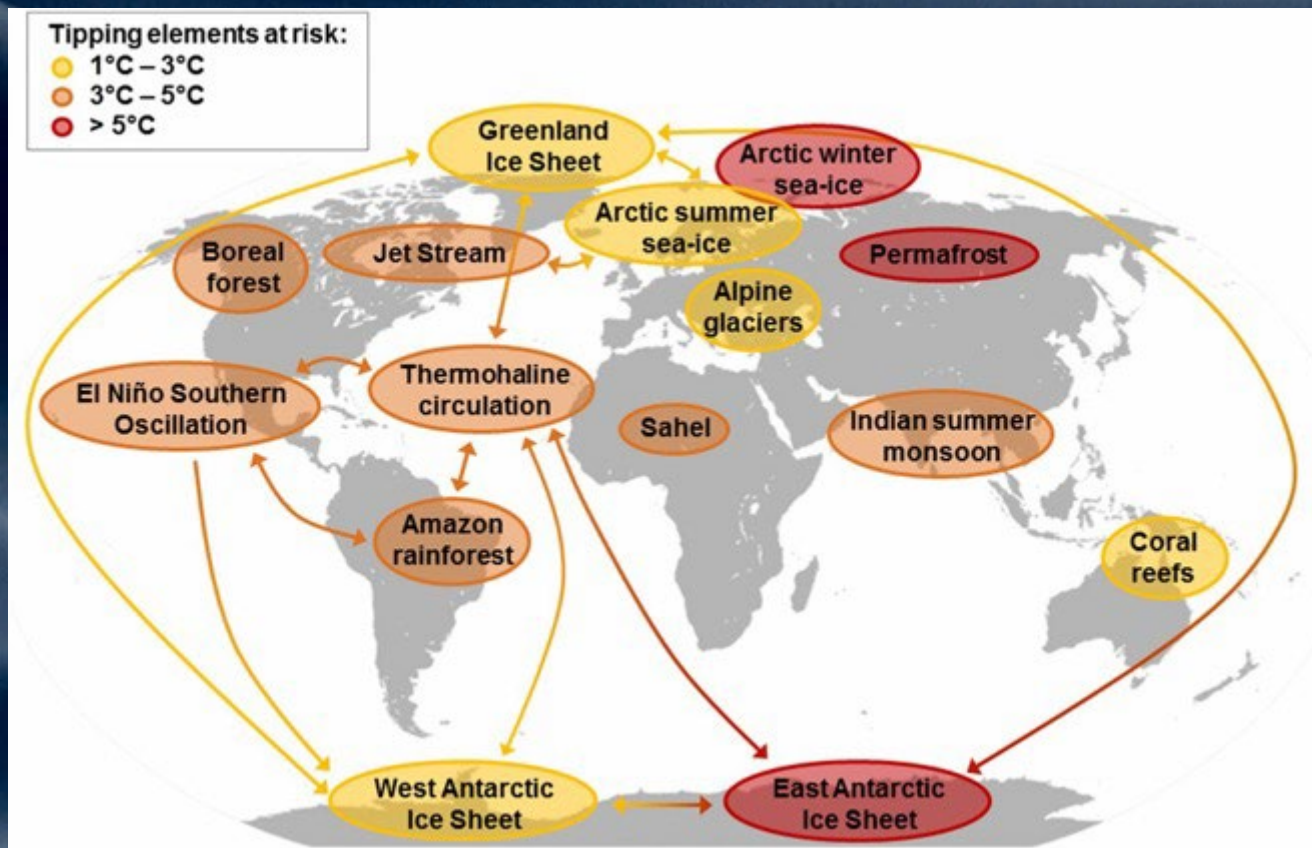 Tipping elements at risk:
1°C – 3°C
3°C – 5°C
> 5°C
Greenland
Ice Sheet
Arctic winter
sea-ice
Arctic summer
sea-ice
Boreal
forest
Jet Stream
Permafrost
Alpine
glaciers
El Niño Southern
Oscillation
Thermohaline
circulation
Sahel
Indian summer
monsoon
Amazon
rainforest
Coral
reefs
West Antarctic
Ice Sheet
East Antarctic
Ice Sheet